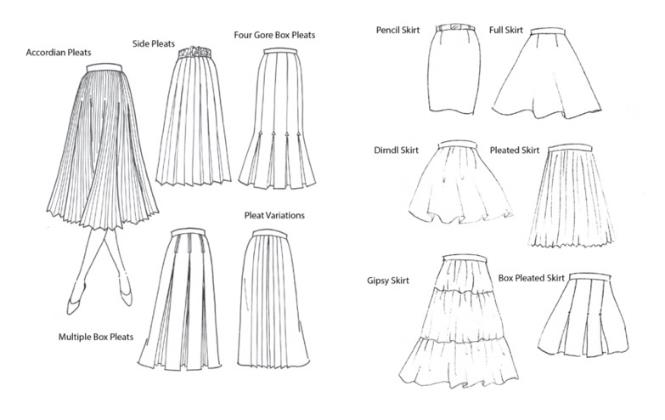 Accordian Pleats
Side Pleats
Four Gore Box Pleats
Multiple Box Pleats
Pleat Variations
Pencil Skirt
Full Skirt
Dirndl Skirt
Pleated Skirt
Gipsy Skirt
Box Pleated Skirt